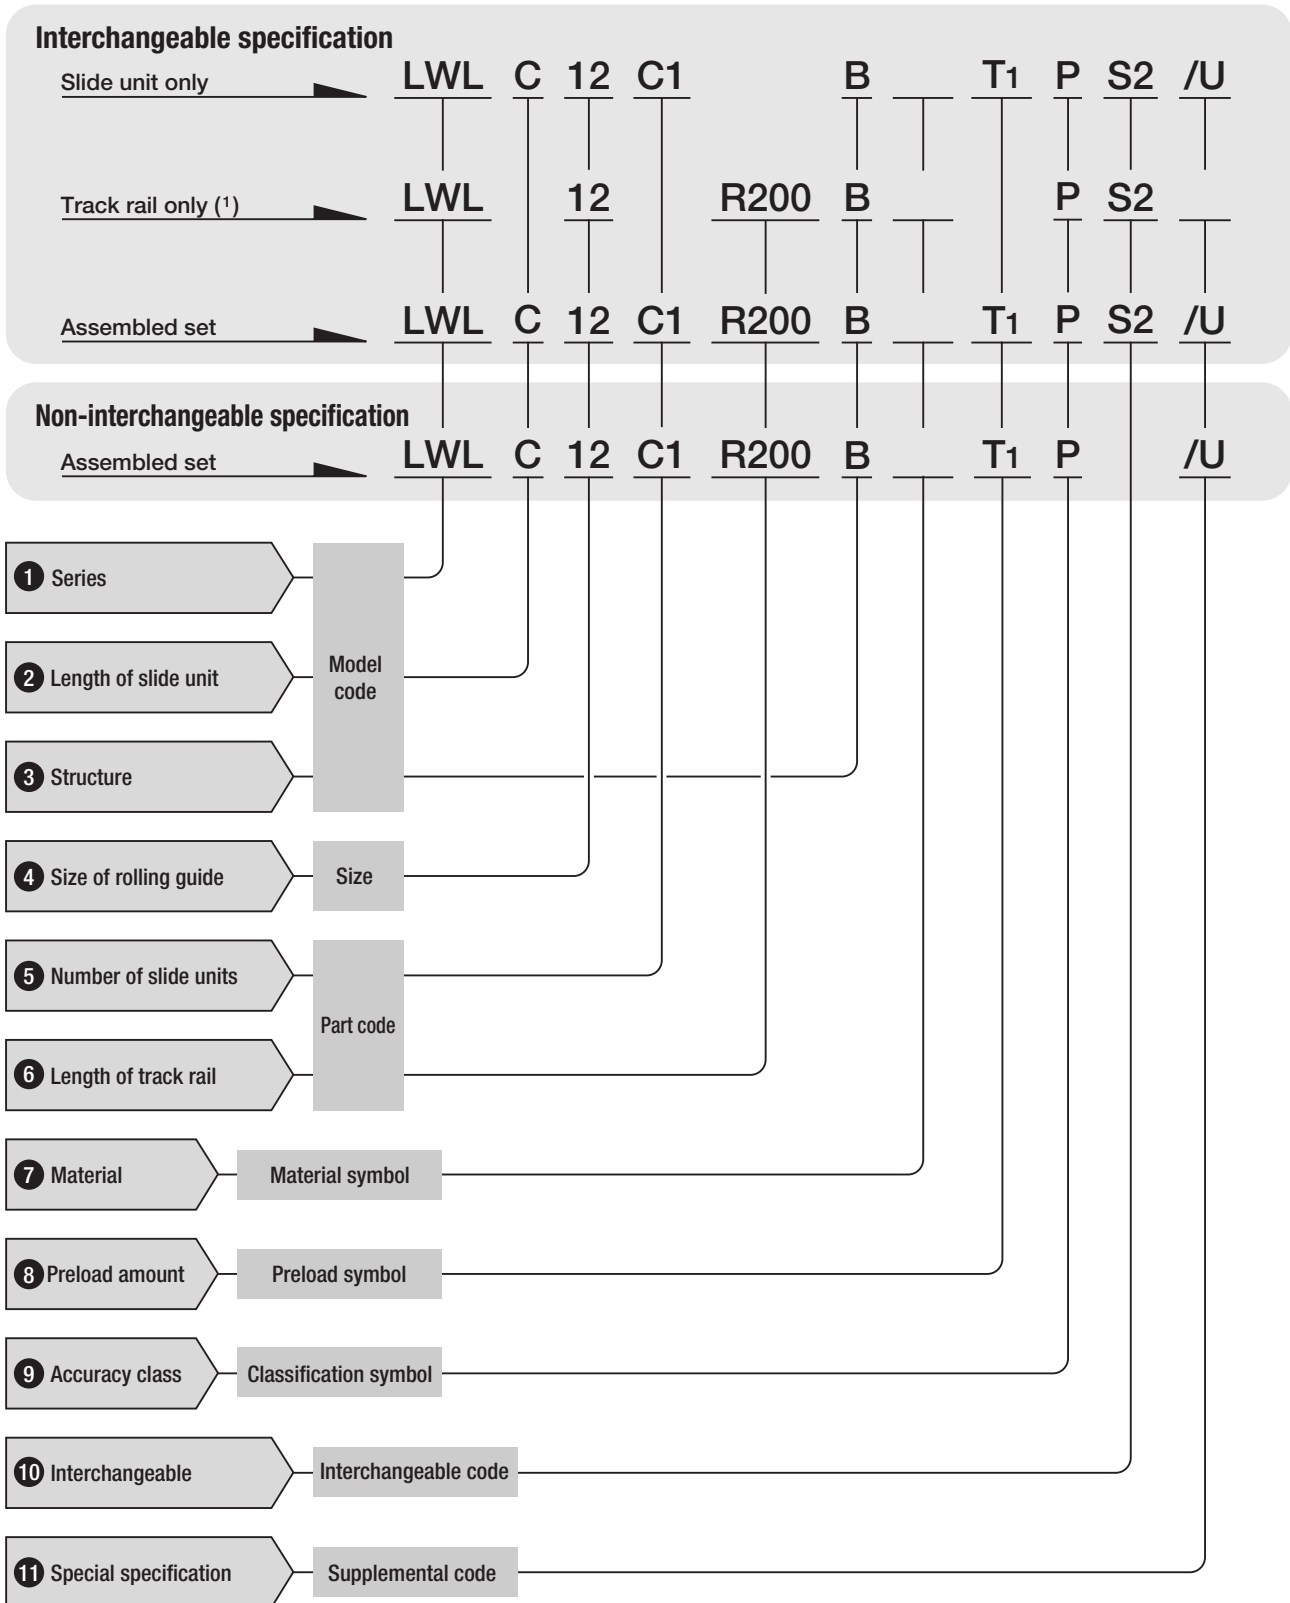 Interchangeable specification
Slide unit only LWL C 12 C1 B T1 P S2 /U
Track rail only (1) LWL 12 R200 B P S2
Assembled set LWL C 12 C1 R200 B T1 P S2 /U
Non-interchangeable specification
Assembled set LWL C 12 C1 R200 B T1 P /U
1 Series
Model
code
2 Length of slide unit
3 Structure
4 Size of rolling guide Size
5 Number of slide units
Part code
6 Length of track rail
7 Material Material symbol
8 Preload amount Preload symbol
9 Accuracy class Classification symbol
10 Interchangeable Interchangeable code
11 Special specification Supplemental code